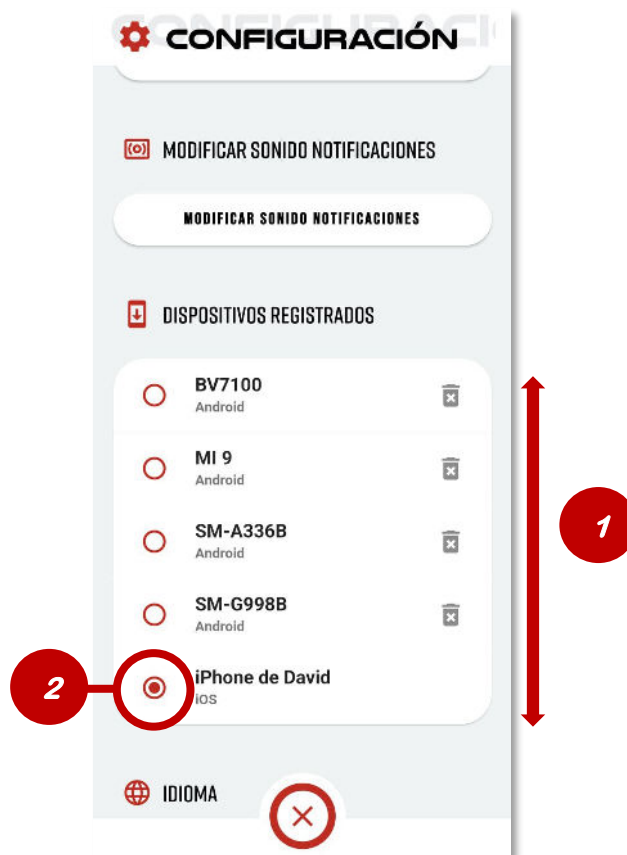 CONFIGURACIÓN
MODIFICAR SONIDO NOTIFICACIONES
MODIFICAR SONIDO NOTIFICACIONES
DISPOSITIVOS REGISTRADOS
BV7100
Android
MI 9
Android
SM-A336B
Android
1
SM-G998B
Android
2
iPhone de David
iOS
IDIOMA